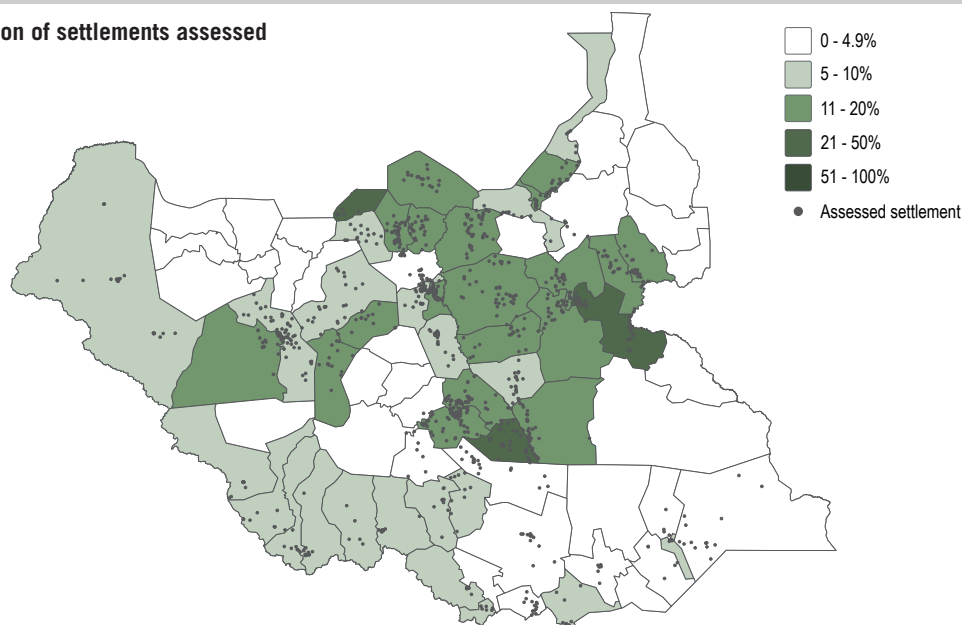 on of settlements assessed
0 - 4.9%
5 - 10%
11 - 20%
21 - 50%
51 - 100%
Assessed settlement